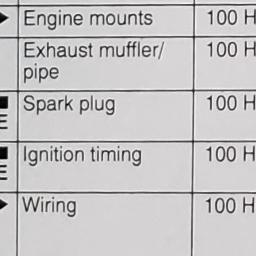 Engine mounts 100 H
Exhaust muffler/ 100 H
pipe
Spark plug 100 H
E
Ignition timing 100 H
E
Wiring 100 H